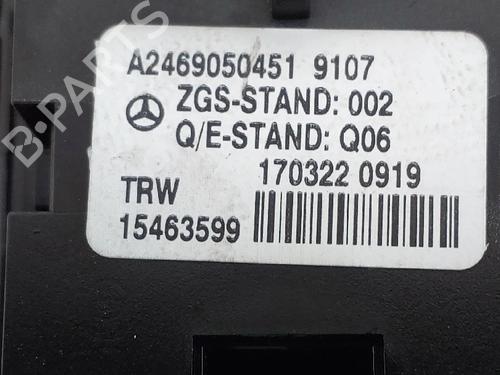 B-PARTS
A2469050451 9107
ZGS-STAND: 002
Q/E-STAND: Q06
170322 0919
TRW
15463599